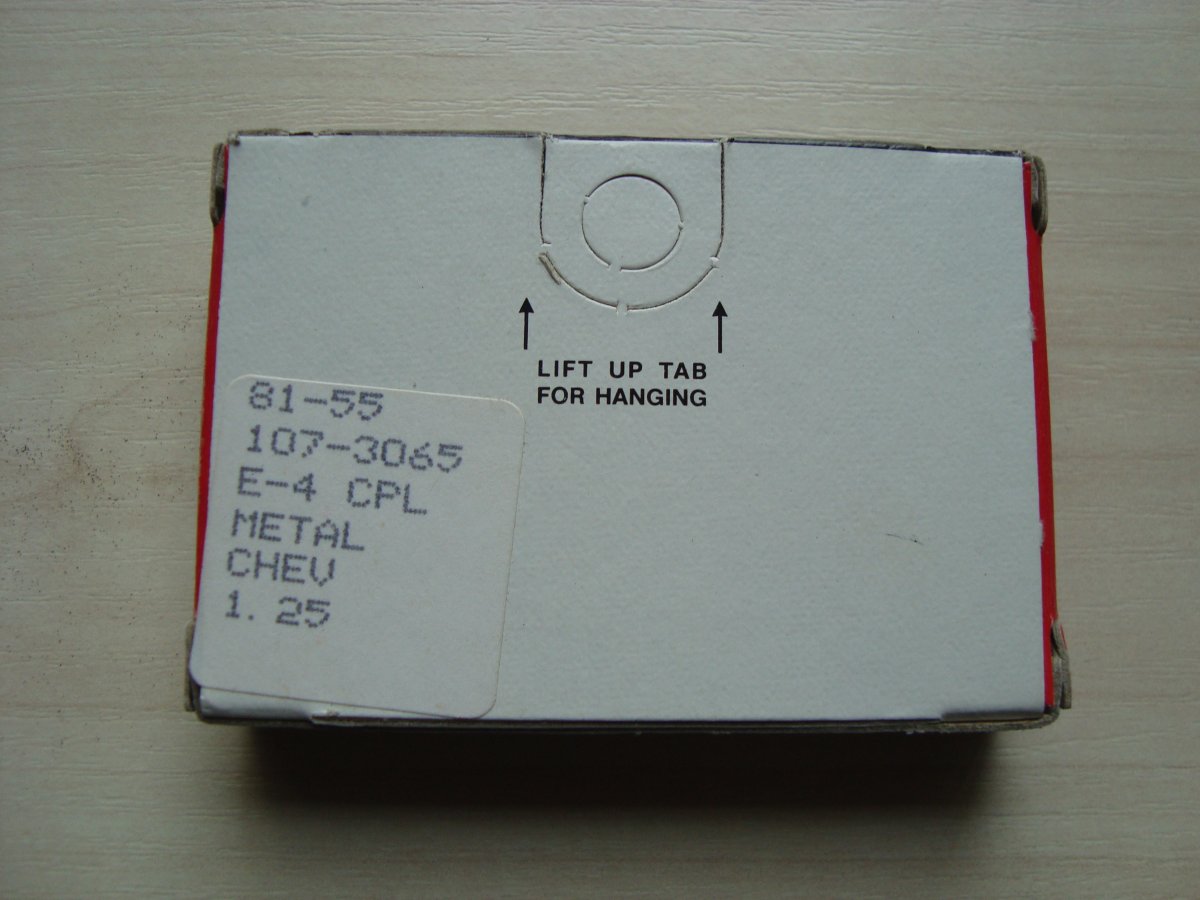 LIFT UP TAB
FOR HANGING
81-55
107-3065
E-4 CPL
METAL
CHEV
1.25